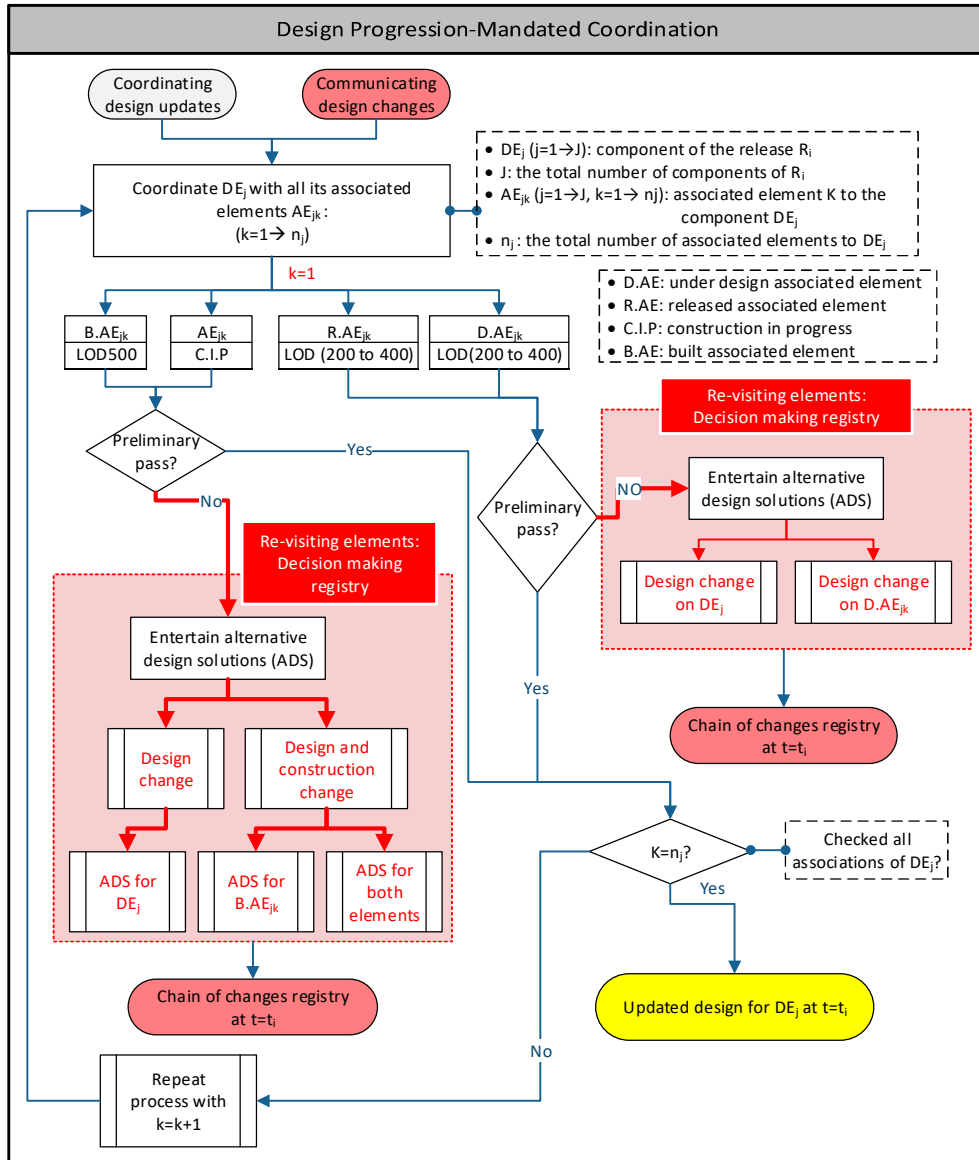 Design Progression-Mandated Coordination
Coordinating
design updates
Communicating
design changes
Coordinate DEj with all its associated
elements AEjk:
(k=1→ nj)
• DEj (j=1→J): component of the release Ri
• J: the total number of components of Ri
• AEjk (j=1→J, k=1→ nj): associated element K to the
component DEj
• nj: the total number of associated elements to DEj
k=1
• D.AE: under design associated element
• R.AE: released associated element
• C.I.P: construction in progress
• B.AE: built associated element
B.AEjk
LOD500
AEjk
C.I.P
R.AEjk
LOD (200 to 400)
D.AEjk
LOD(200 to 400)
Re-visiting elements:
Decision making registry
Preliminary
pass?
Yes
No
Preliminary
pass?
NO
Entertain alternative
design solutions (ADS)
Design change
on DEj
Design change
on D.AEjk
Re-visiting elements:
Decision making
registry
Entertain alternative
design solutions (ADS)
Yes
Chain of changes registry
at t=ti
Design
change
Design and
construction
change
ADS for
DEj
ADS for
B.AEjk
ADS for
both
elements
K=nj?
Checked all
associations of DEj?
Yes
Chain of changes registry
at t=ti
Updated design for DEj at t=ti
No
Repeat
process with
k=k+1